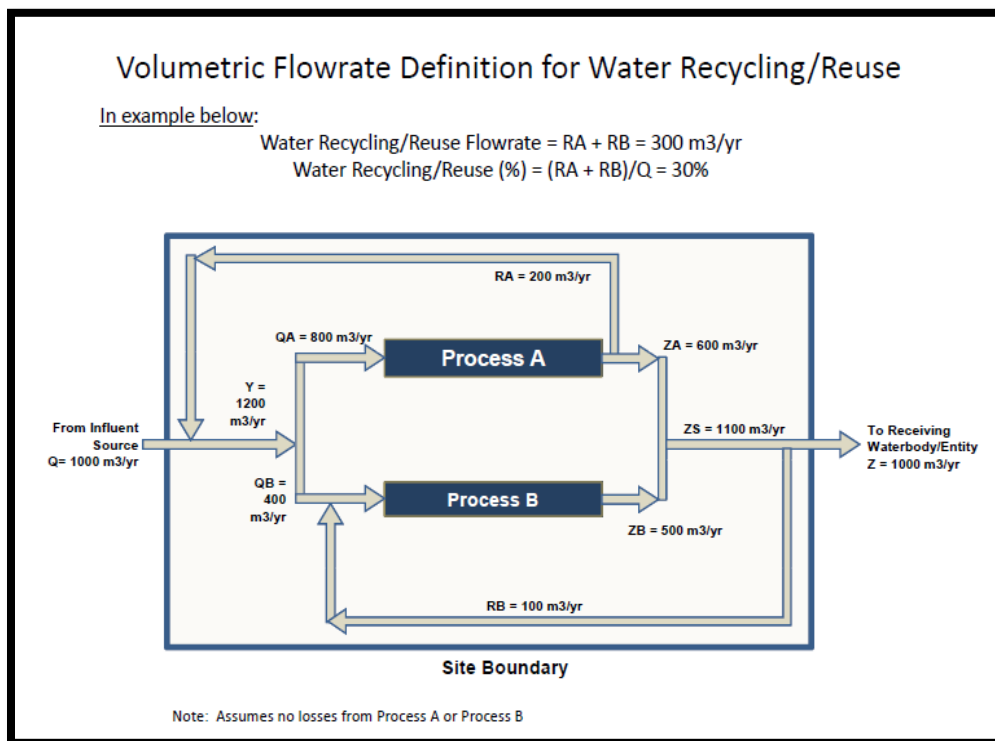 Volumetric Flowrate Definition for Water Recycling/Reuse
In example below:
Water Recycling/Reuse Flowrate = RA + RB = 300 m3/yr
Water Recycling/Reuse (%) = (RA + RB)/Q = 30%
RA = 200 m3/yr
QA = 800 m3/yr
Process A
ZA = 600 m3/yr
Y =
1200
m3/yr
From Influent
Source
Q= 1000 m3/yr
ZS = 1100 m3/yr
To Receiving
Waterbody/Entity
Z = 1000 m3/yr
QB =
400
m3/yr
Process B
ZB = 500 m3/yr
RB = 100 m3/yr
Site Boundary
Note: Assumes no losses from Process A or Process B